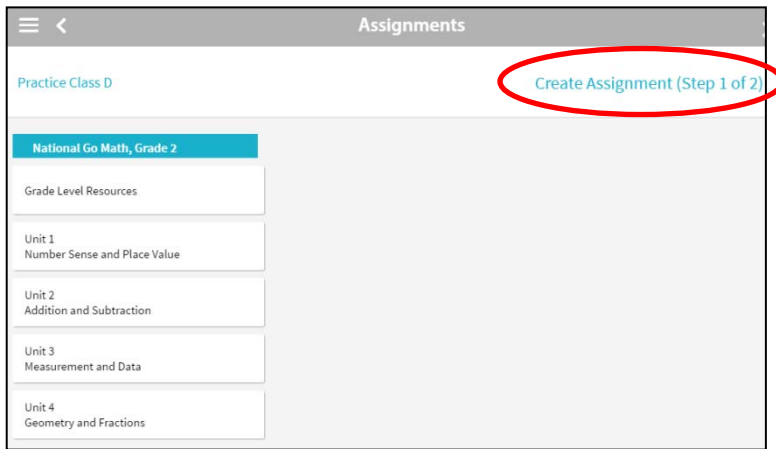 Assignments
Practice Class D
Create Assignment (Step 1 of 2)
National Go Math, Grade 2
Grade Level Resources
Unit 1
Number Sense and Place Value
Unit 2
Addition and Subtraction
Unit 3
Measurement and Data
Unit 4
Geometry and Fractions